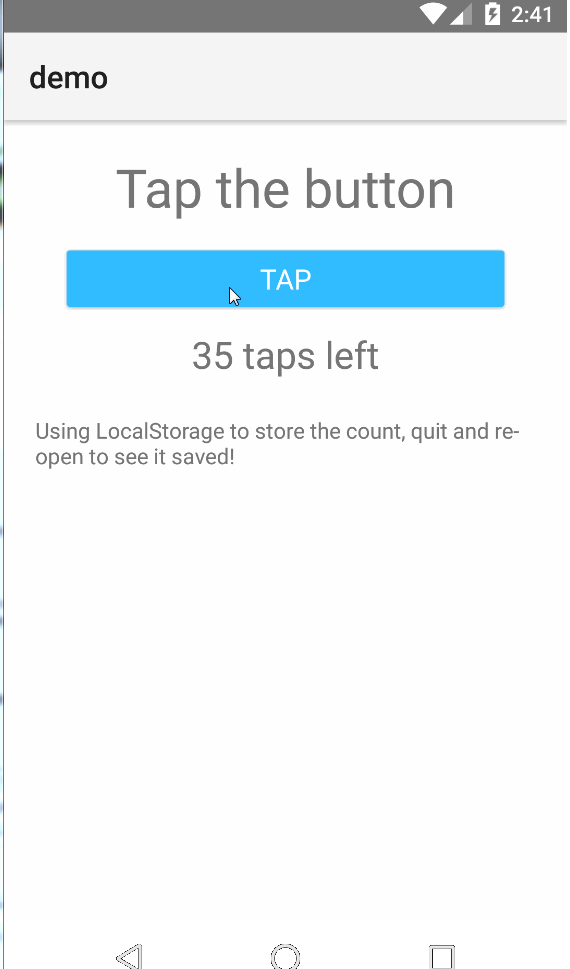 2:41
demo
Tap the button
TAP
35 taps left
Using LocalStorage to store the count, quit and re-
open to see it saved!